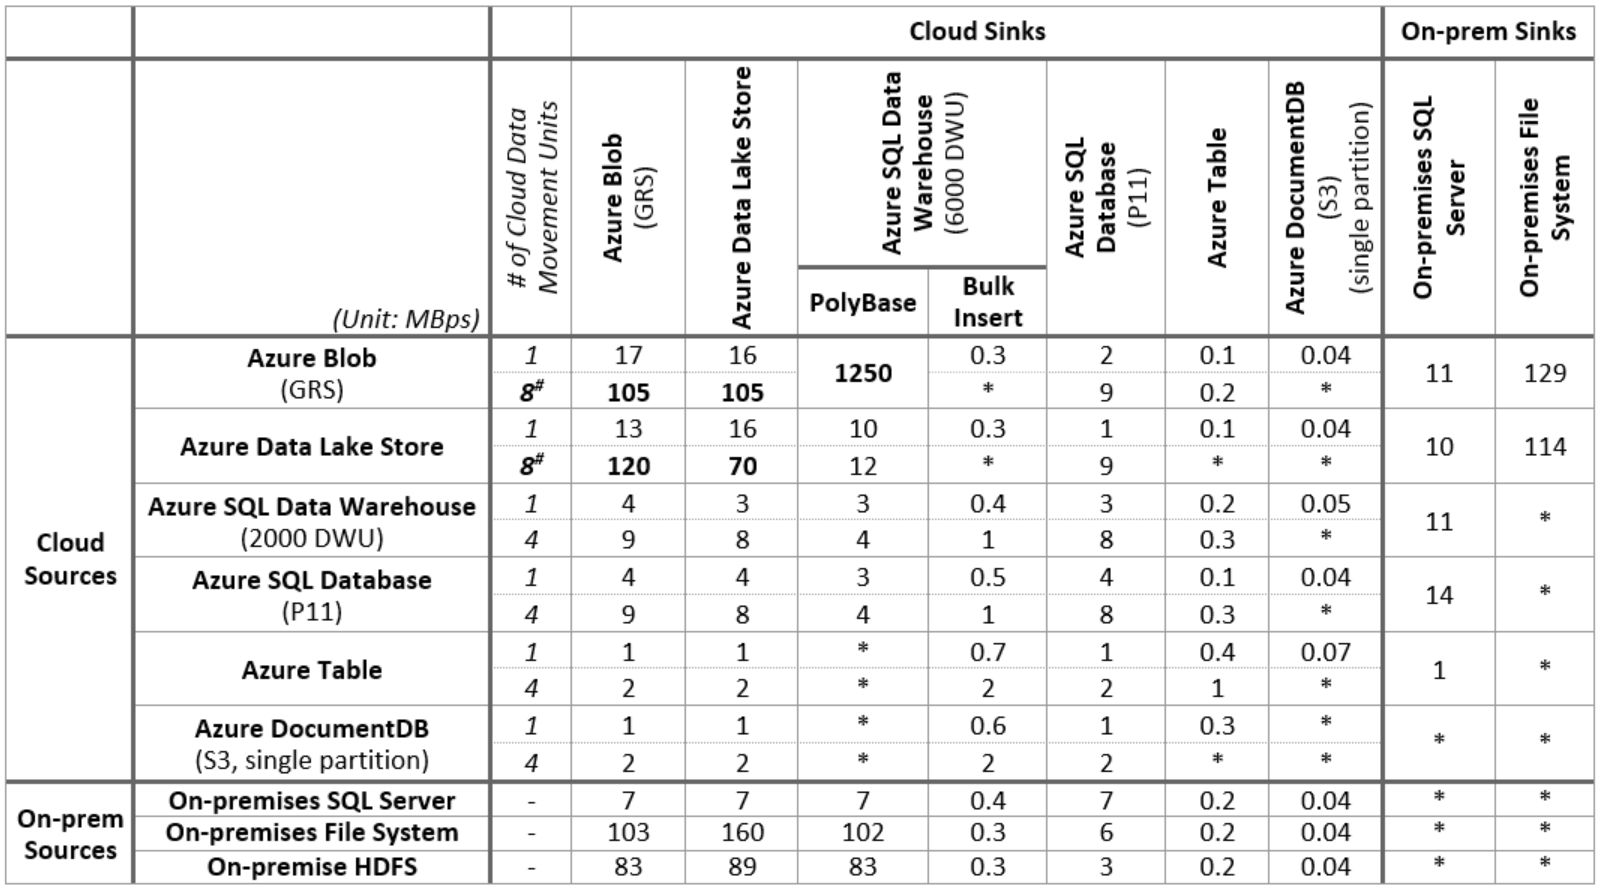 Cloud Sinks On-prem Sinks
(Unit: MBps)
# of Cloud Data
Movement Units
Azure Blob
(GRS)
Azure Data Lake Store
Azure SQL Data
Warehouse
(6000 DWU)
PolyBase
Bulk
Insert
Azure SQL
Database
(P11)
Azure Table
Azure DocumentDB
(S3)
(single partition)
On-premises SQL
Server
On-premises File
System
Cloud
Sources
Azure Blob
(GRS)
1 17 16 1250 0.3 2 0.1 0.04 11 129
8# 105 105 * 9 0.2 *
Azure Data Lake Store
1 13 16 10 0.3 1 0.1 0.04 10 114
8# 120 70 12 * 9 * *
Azure SQL Data Warehouse
(2000 DWU)
1 4 3 3 0.4 3 0.2 0.05 11 *
4 9 8 4 1 8 0.3 *
Azure SQL Database
(P11)
1 4 4 3 0.5 4 0.1 0.04 14 *
4 9 8 4 1 8 0.3 *
Azure Table
1 1 1 * 0.7 1 0.4 0.07 1 *
4 2 2 * 2 2 1 *
Azure DocumentDB
(S3, single partition)
1 1 1 * 0.6 1 0.3 * * *
4 2 2 * 2 2 * *
On-prem
Sources
On-premises SQL Server - 7 7 7 0.4 7 0.2 0.04 * *
On-premises File System - 103 160 102 0.3 6 0.2 0.04 * *
On-premise HDFS - 83 89 83 0.3 3 0.2 0.04 * *